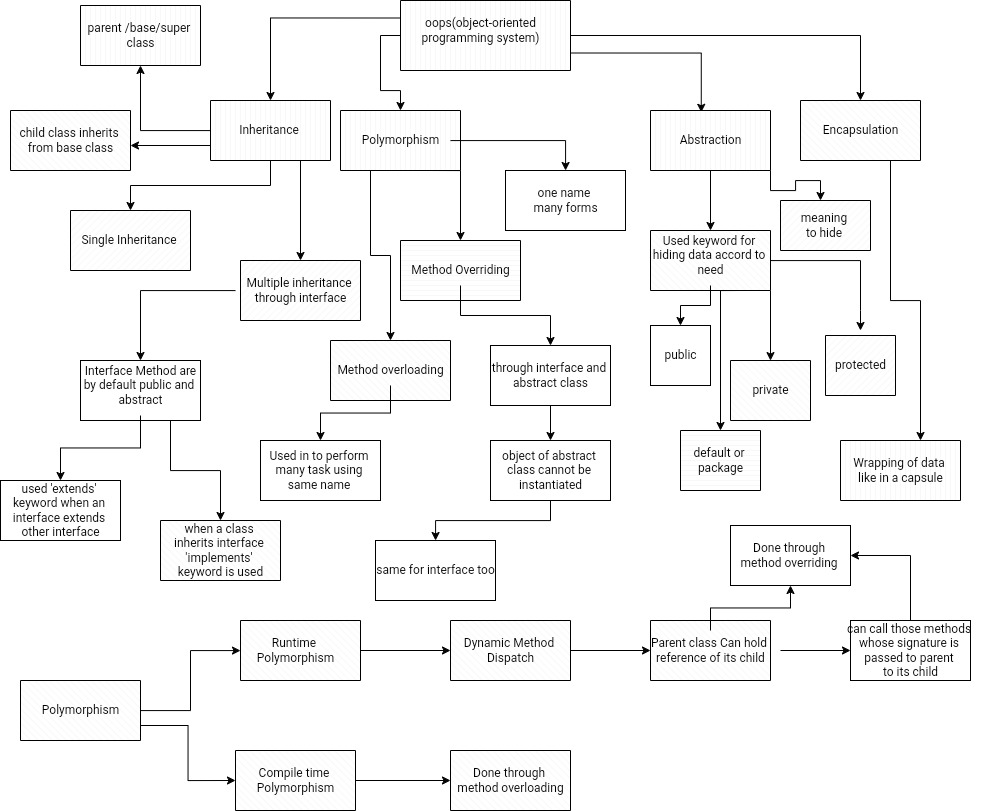 parent /base/super
class
oops(object-oriented
programming system)
child class inherits
from base class
Inheritance
Polymorphism
Abstraction
Encapsulation
one name
many forms
meaning
to hide
Single Inheritance
Multiple inheritance
through interface
Method Overriding
Used keyword for
hiding data accord to
need
Interface Method are
by default public and
abstract
Method overloading
through interface and
abstract class
public
private
protected
default or
package
Used in to perform
many task using
same name
object of abstract
class cannot be
instantiated
Wrapping of data
like in a capsule
used 'extends'
keyword when an
interface extends
other interface
when a class
inherits interface
'implements'
keyword is used
same for interface too
Done through
method overriding
Runtime
Polymorphism
Dynamic Method
Dispatch
Parent class Can hold
reference of its child
can call those methods
whose signature is
passed to parent
to its child
Polymorphism
Compile time
Polymorphism
Done through
method overloading